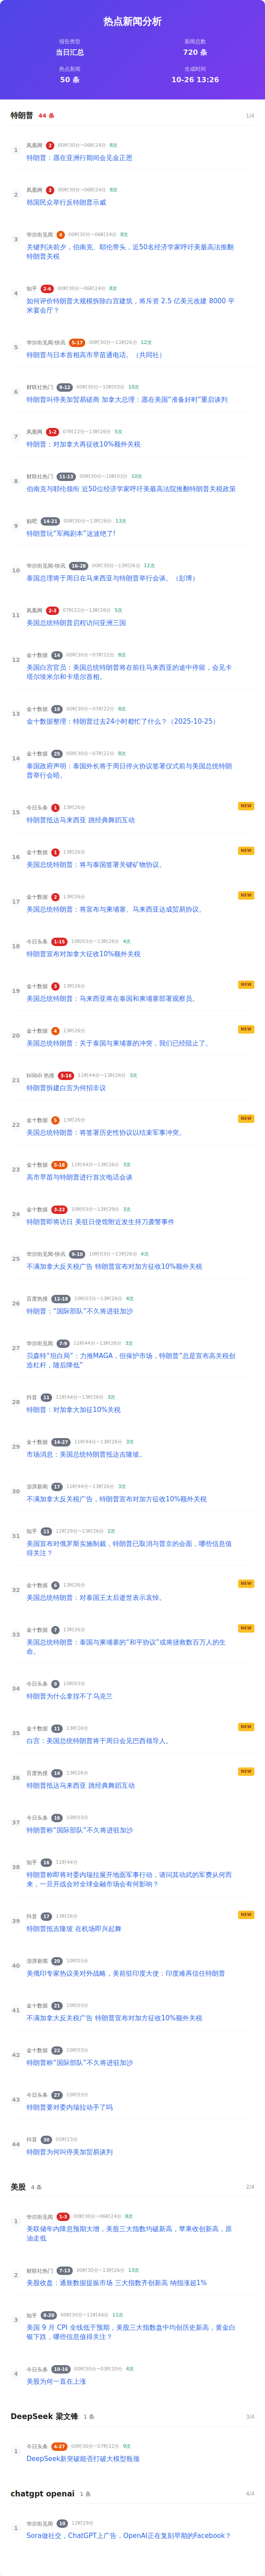 热点新闻分析
报告类型
当日汇总
新闻总数
720 条
热点新闻
50 条
生成时间
10-26 13:26
特朗普 44 条 1/4
1
凤凰网 2 00时30分~06时24分 8次
特朗普：愿在亚洲行期间会见金正恩
2
凤凰网 3 00时30分~06时24分 8次
韩国民众举行反特朗普示威
3
华尔街见闻 4 00时30分~06时24分 8次
关键判决前夕，伯南克、耶伦带头，近50名经济学家呼吁美最高法推翻
特朗普关税
4
知乎 2-6 00时30分~06时24分 8次
如何评价特朗普大规模拆除白宫建筑，将斥资 2.5 亿美元改建 8000 平
米宴会厅？
5
华尔街见闻-快讯 5-17 00时30分~13时26分 12次
特朗普与日本首相高市早苗通电话。（共同社）
6
财联社热门 9-12 00时30分~10时03分 10次
特朗普叫停美加贸易磋商 加拿大总理：愿在美国“准备好时”重启谈判
7
凤凰网 1-2 07时22分~13时26分 5次
特朗普：对加拿大再征收10%额外关税
8
财联社热门 11-13 00时30分~10时03分 10次
伯南克与耶伦领衔 近50位经济学家呼吁美最高法院推翻特朗普关税政策
9
贴吧 14-21 00时30分~13时26分 13次
特朗普玩“军阀剧本”这波绝了!
10
华尔街见闻-快讯 16-28 00时30分~13时26分 12次
泰国总理将于周日在马来西亚与特朗普举行会谈。（彭博）
11
凤凰网 2-3 07时22分~13时26分 5次
美国总统特朗普启程访问亚洲三国
12
金十数据 14 00时30分~07时22分 8次
美国白宫官员：美国总统特朗普将在前往马来西亚的途中停留，会见卡
塔尔埃米尔和卡塔尔首相。
13
金十数据 18 00时30分~07时22分 8次
金十数据整理：特朗普过去24小时都忙了什么？（2025-10-25）
14
金十数据 25 00时30分~07时22分 8次
泰国政府声明：泰国外长将于周日停火协议签署仪式前与美国总统特朗
普举行会晤。
15
今日头条 1 13时26分 NEW
特朗普抵达马来西亚 跳经典舞蹈互动
16
金十数据 1 13时26分 NEW
美国总统特朗普：将与泰国签署关键矿物协议。
17
金十数据 2 13时26分 NEW
美国总统特朗普：将宣布与柬埔寨、马来西亚达成贸易协议。
18
今日头条 1-15 10时03分~13时26分 4次
特朗普宣布对加拿大征收10%额外关税
19
金十数据 3 13时26分 NEW
美国总统特朗普：马来西亚将在泰国和柬埔寨部署观察员。
20
金十数据 4 13时26分 NEW
美国总统特朗普：关于泰国与柬埔寨的冲突，我们已经阻止了。
21
bilibili 热搜 3-16 11时44分~13时26分 3次
特朗普拆建白宫为何招非议
22
金十数据 5 13时26分 NEW
美国总统特朗普：将签署历史性协议以结束军事冲突。
23
金十数据 5-18 11时44分~13时26分 3次
高市早苗与特朗普进行首次电话会谈
24
金十数据 3-22 10时03分~12时29分 3次
特朗普即将访日 美驻日使馆附近发生持刀袭警事件
25
华尔街见闻-快讯 9-10 10时03分~13时26分 4次
不满加拿大反关税广告 特朗普宣布对加方征收10%额外关税
26
百度热搜 12-18 10时03分~13时26分 4次
特朗普：“国际部队”不久将进驻加沙
27
华尔街见闻 7-9 11时44分~13时26分 3次
贝森特“坦白局”：力推MAGA，但保护市场，特朗普“总是宣布高关税创
造杠杆，随后降低”
28
抖音 11 11时44分~13时26分 3次
特朗普：对加拿大加征10%关税
29
金十数据 14-27 11时44分~13时26分 3次
市场消息：美国总统特朗普抵达吉隆坡。
30
澎湃新闻 17 11时44分~13时26分 3次
不满加拿大反关税广告，特朗普宣布对加方征收10%额外关税
31
知乎 11 12时29分~13时26分 2次
美国宣布对俄罗斯实施制裁，特朗普已取消与普京的会面，哪些信息值
得关注？
32
金十数据 6 13时26分 NEW
美国总统特朗普：对泰国王太后逝世表示哀悼。
33
金十数据 7 13时26分 NEW
美国总统特朗普：泰国与柬埔寨的“和平协议”或将拯救数百万人的生
命。
34
今日头条 9 10时03分
特朗普为什么拿捏不了乌克兰
35
金十数据 11 13时26分 NEW
白宫：美国总统特朗普将于周日会见巴西领导人。
36
百度热搜 14 13时26分 NEW
特朗普抵达马来西亚 跳经典舞蹈互动
37
今日头条 16 10时03分
特朗普称“国际部队”不久将进驻加沙
38
知乎 16 11时44分
特朗普称即将对委内瑞拉展开地面军事行动，请问其动武的军费从何而
来，一旦开战会对全球金融市场会有何影响？
39
抖音 17 13时26分 NEW
特朗普抵吉隆坡 在机场即兴起舞
40
澎湃新闻 20 10时03分
美俄印专家热议美对外战略，美前驻印度大使：印度难再信任特朗普
41
金十数据 21 10时03分
不满加拿大反关税广告 特朗普宣布对加方征收10%额外关税
42
金十数据 22 10时03分
特朗普称“国际部队”不久将进驻加沙
43
今日头条 27 10时03分
特朗普要对委内瑞拉动手了吗
44
抖音 30 05时23分
特朗普为何叫停美加贸易谈判
美股 4 条 2/4
1
华尔街见闻 1-3 00时30分~06时24分 8次
美联储年内降息预期大增，美股三大指数均破新高，苹果收创新高，原
油走低
2
财联社热门 7-13 00时30分~13时26分 13次
美股收盘：通胀数据提振市场 三大指数齐创新高 纳指涨超1%
3
知乎 8-20 00时30分~11时44分 11次
美国 9 月 CPI 全线低于预期，美股三大指数盘中均创历史新高，黄金白
银下跌，哪些信息值得关注？
4
今日头条 10-16 00时30分~03时20分 4次
美股为何一直在上涨
DeepSeek 梁文锋 1 条 3/4
1
今日头条 4-27 00时30分~07时22分 9次
DeepSeek新突破能否打破大模型瓶颈
chatgpt openai 1 条 4/4
1
华尔街见闻 10 12时29分
Sora做社交，ChatGPT上广告，OpenAI正在复刻早期的Facebook？